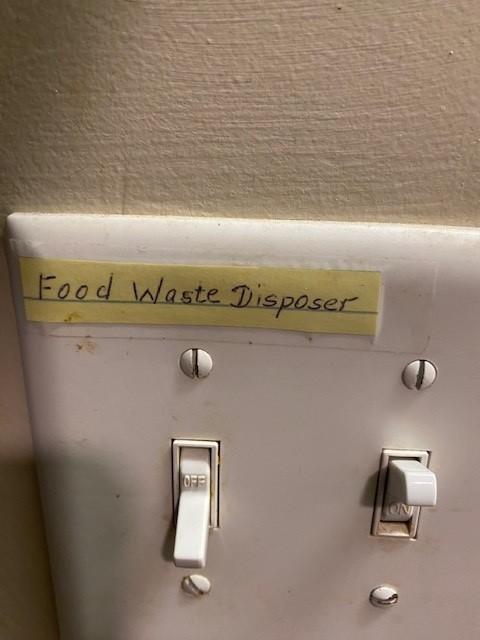 Food Waste Disposer
OFF
ON